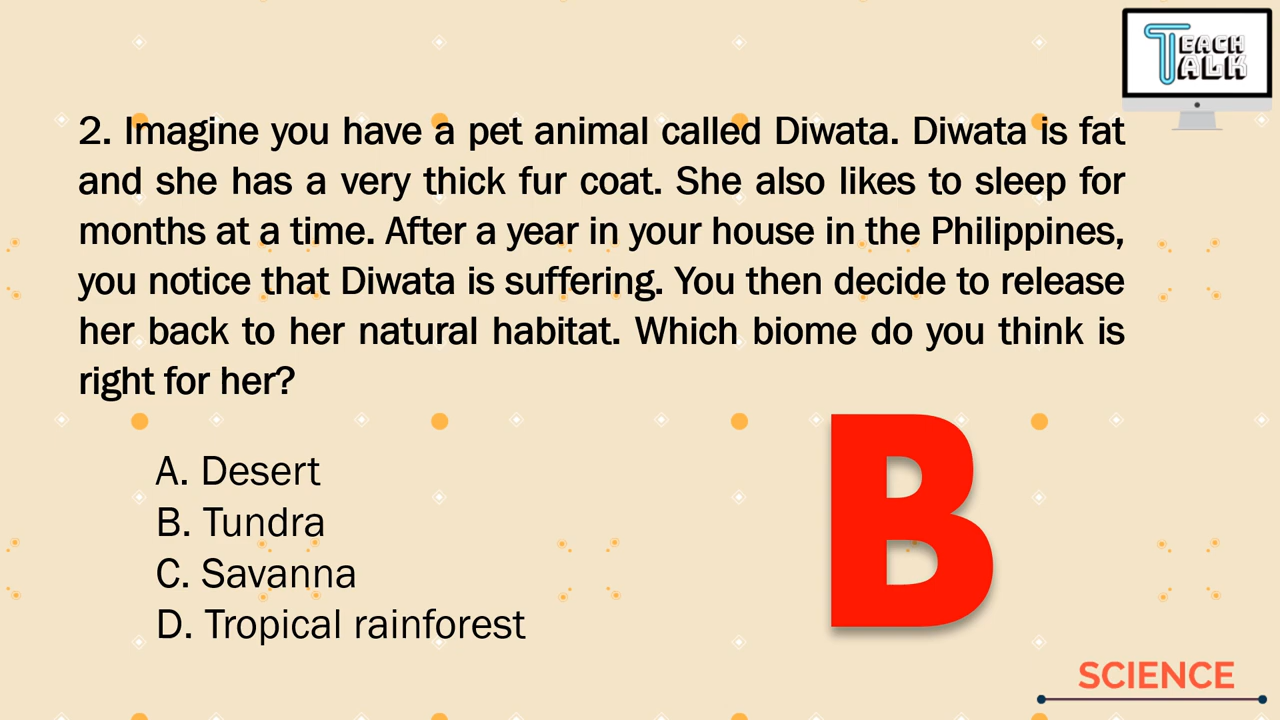 TEACH
TALK
2. Imagine you have a pet animal called Diwata. Diwata is fat
and she has a very thick fur coat. She also likes to sleep for
months at a time. After a year in your house in the Philippines,
you notice that Diwata is suffering. You then decide to release
her back to her natural habitat. Which biome do you think is
right for her?
A. Desert
B. Tundra
C. Savanna
D. Tropical rainforest
B
SCIENCE